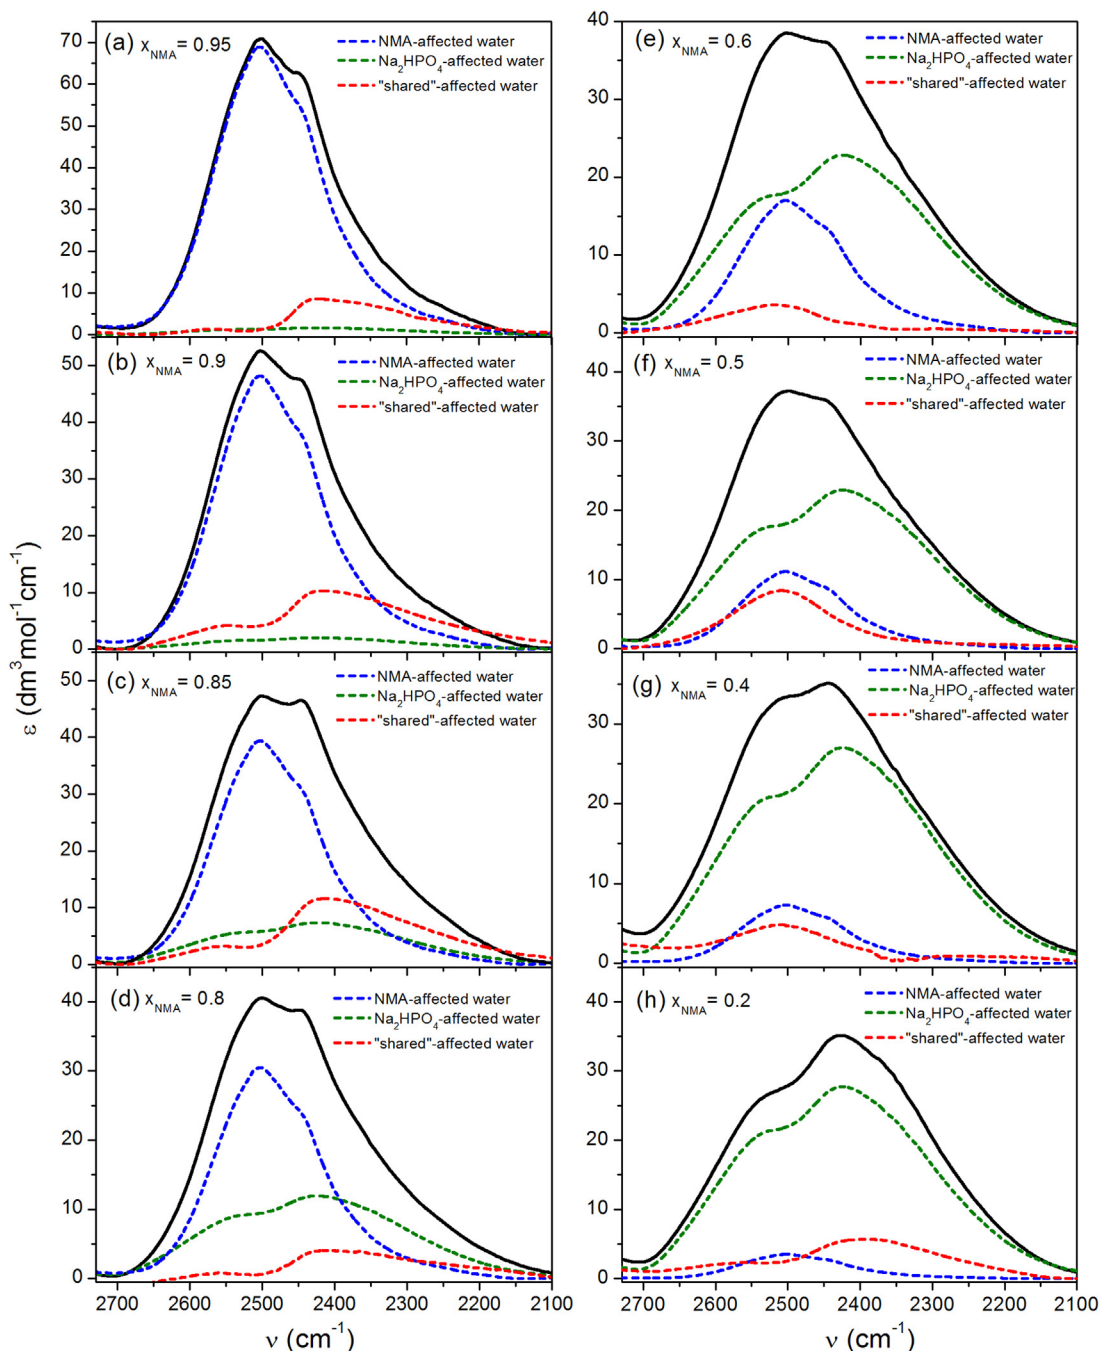 (a) xNMA= 0.95
NMA-affected water
Na2HPO4-affected water
"shared"-affected water
70
60
50
40
30
20
10
0
(b) xNMA= 0.9
NMA-affected water
Na2HPO4-affected water
"shared"-affected water
50
40
30
20
10
0
(c) xNMA= 0.85
NMA-affected water
Na2HPO4-affected water
"shared"-affected water
50
40
30
20
10
0
(d) xNMA= 0.8
NMA-affected water
Na2HPO4-affected water
"shared"-affected water
40
30
20
10
0
2700 2600 2500 2400 2300 2200 2100
ν (cm-1)
ε (dm3mol-1cm-1)
(e) xNMA= 0.6
NMA-affected water
Na2HPO4-affected water
"shared"-affected water
40
30
20
10
0
(f) xNMA= 0.5
NMA-affected water
Na2HPO4-affected water
"shared"-affected water
40
30
20
10
0
(g) xNMA= 0.4
NMA-affected water
Na2HPO4-affected water
"shared"-affected water
30
20
10
0
(h) xNMA= 0.2
NMA-affected water
Na2HPO4-affected water
"shared"-affected water
40
30
20
10
0
2700 2600 2500 2400 2300 2200 2100
ν (cm-1)